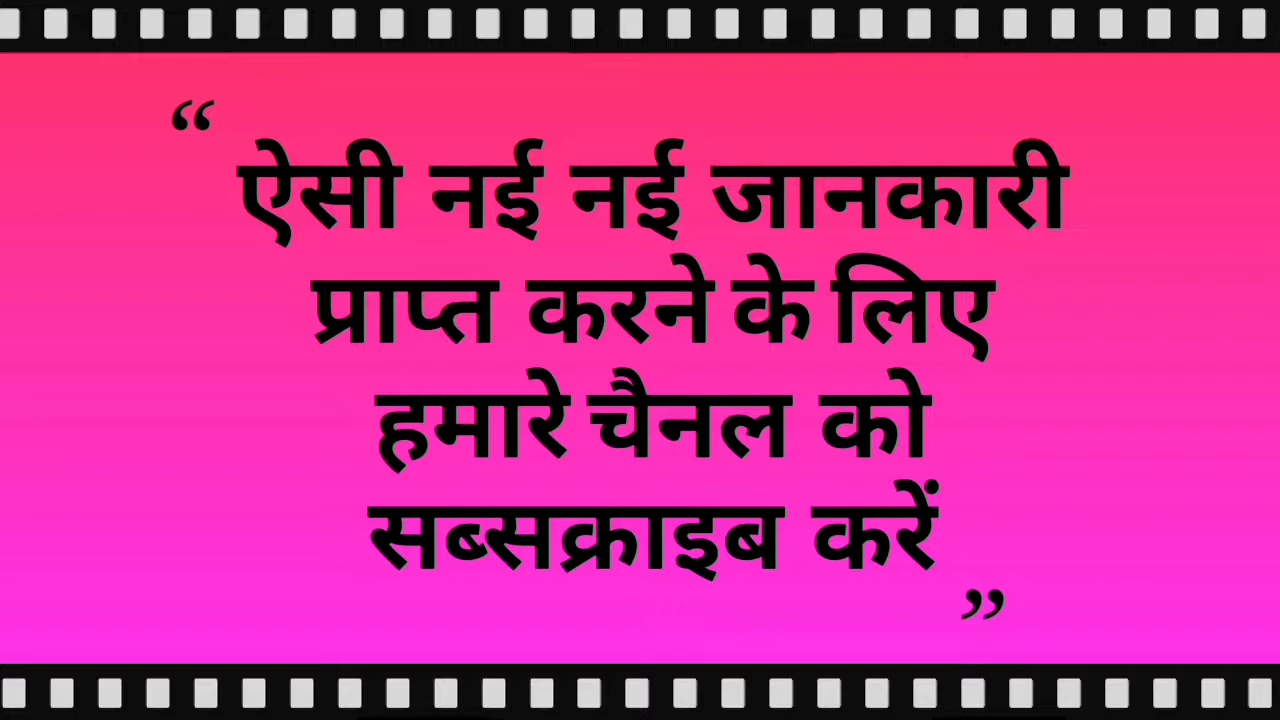 “ ऐसी नई नई जानकारी
प्राप्त करने के लिए
हमारे चैनल को
सब्सक्राइब करें ”